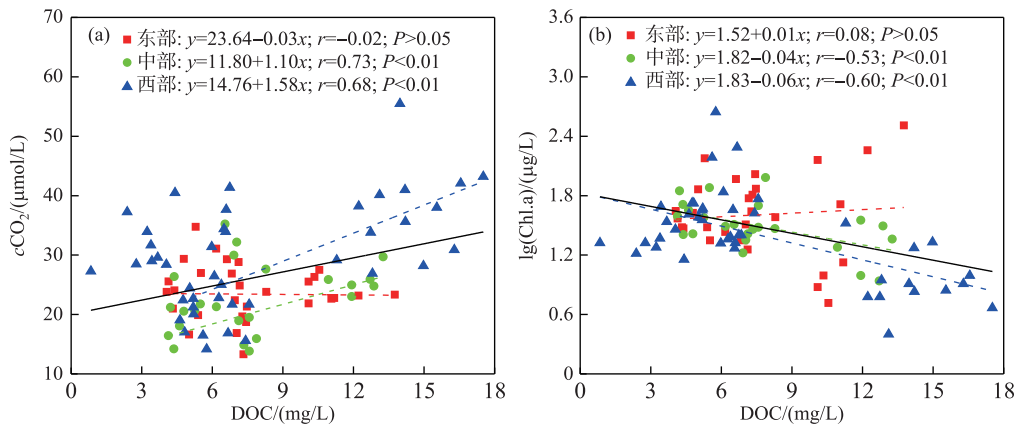 (a)
东部: y=23.64−0.03x; r=−0.02; P>0.05
中部: y=11.80+1.10x; r=0.73; P<0.01
西部: y=14.76+1.58x; r=0.68; P<0.01
70
60
50
40
30
20
10
cCO₂/(μmol/L)
0
3
6
9
12
15
18
DOC/(mg/L)
(b)
东部: y=1.52+0.01x; r=0.08; P>0.05
中部: y=1.82−0.04x; r=−0.53; P<0.01
西部: y=1.83−0.06x; r=−0.60; P<0.01
3.6
3.0
2.4
1.8
1.2
0.6
0
lg(Chl.a)/(μg/L)
0
3
6
9
12
15
18
DOC/(mg/L)